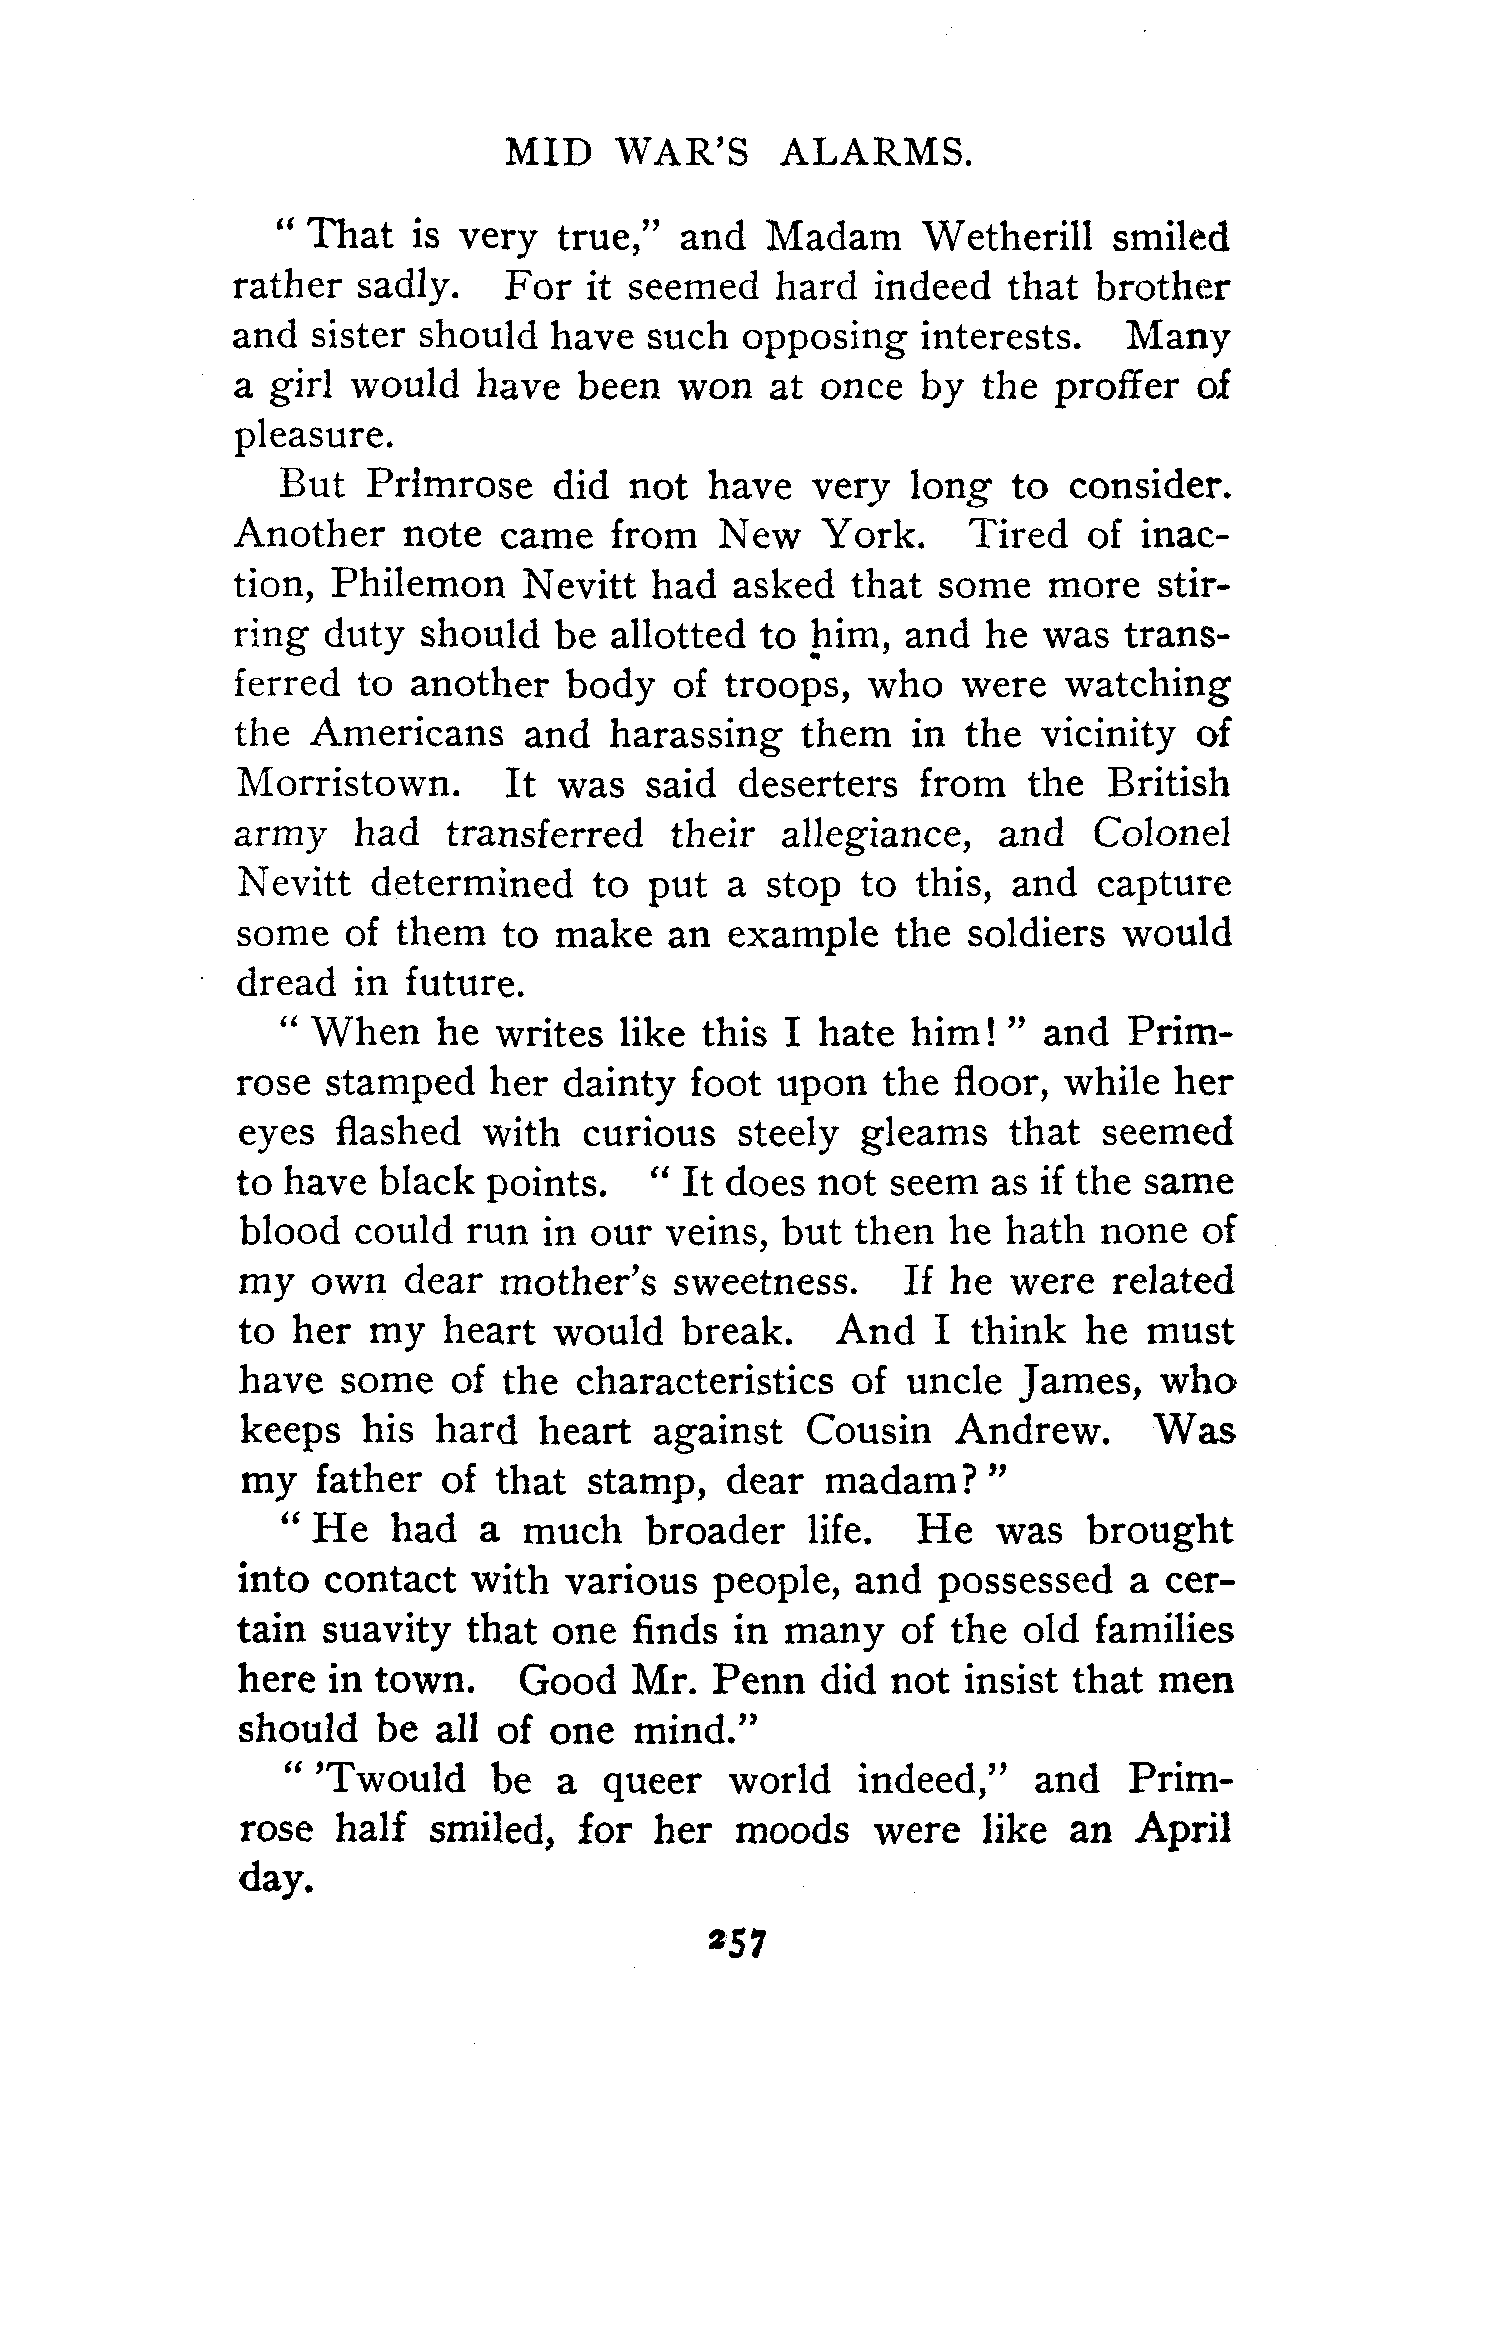 MID WAR'S ALARMS.
" That is very true," and Madam Wetherill smiled
rather sadly. For it seemed hard indeed that brother
and sister should have such opposing interests. Many
a girl would have been won at once by the proffer of
pleasure.
But Primrose did not have very long to consider.
Another note came from New York. Tired of inac-
tion, Philemon Nevitt had asked that some more stir-
ring duty should be allotted to him, and he was trans-
ferred to another body of troops, who were watching
the Americans and harassing them in the vicinity of
Morristown. It was said deserters from the British
army had transferred their allegiance, and Colonel
Nevitt determined to put a stop to this, and capture
some of them to make an example the soldiers would
dread in future.
" When he writes like this I hate him! " and Prim-
rose stamped her dainty foot upon the floor, while her
eyes flashed with curious steely gleams that seemed
to have black points. " It does not seem as if the same
blood could run in our veins, but then he hath none of
my own dear mother's sweetness. If he were related
to her my heart would break. And I think he must
have some of the characteristics of uncle James, who
keeps his hard heart against Cousin Andrew. Was
my father of that stamp, dear madam? "
" He had a much broader life. He was brought
into contact with various people, and possessed a cer-
tain suavity that one finds in many of the old families
here in town. Good Mr. Penn did not insist that men
should be all of one mind."
" 'Twould be a queer world indeed," and Prim-
rose half smiled, for her moods were like an April
day.
257